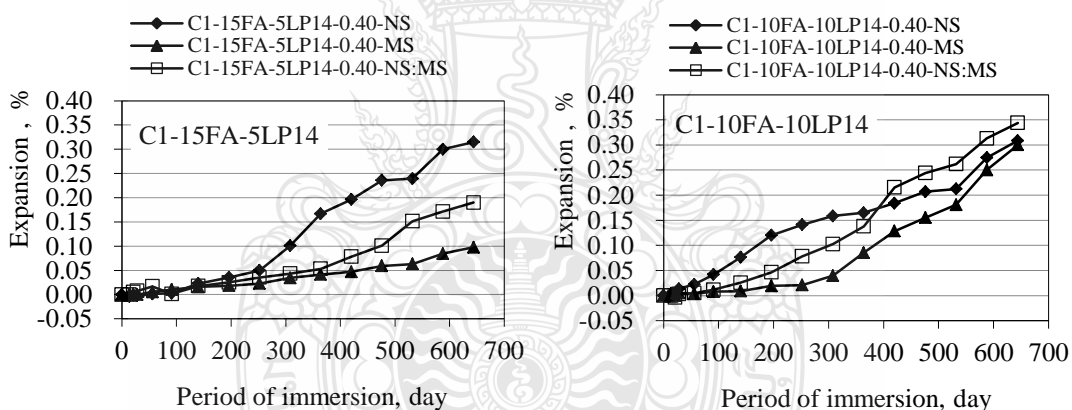 C1-15FA-5LP14-0.40-NS
C1-15FA-5LP14-0.40-MS
C1-15FA-5LP14-0.40-NS:MS
Expansion , %
0.40
0.35
0.30
0.25
0.20
0.15
0.10
0.05
0.00
-0.05
C1-15FA-5LP14
0 100 200 300 400 500 600 700
Period of immersion, day
C1-10FA-10LP14-0.40-NS
C1-10FA-10LP14-0.40-MS
C1-10FA-10LP14-0.40-NS:MS
Expansion , %
0.40
0.35
0.30
0.25
0.20
0.15
0.10
0.05
0.00
-0.05
C1-10FA-10LP14
0 100 200 300 400 500 600 700
Period of immersion, day